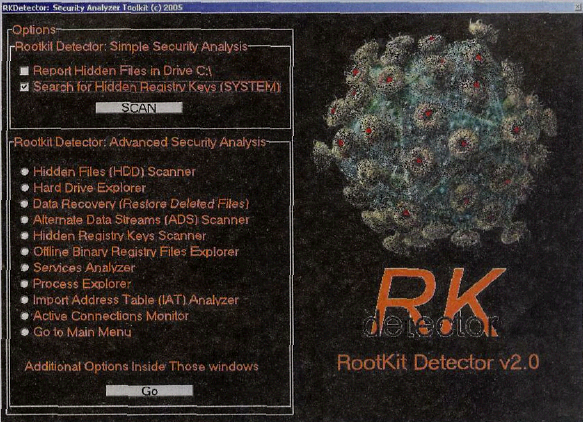 RKDetector: Security Analyzer Toolkit (c) 2005
Options
Rootkit Detector: Simple Security Analysis
Report Hidden Files in Drive C:\
Search for Hidden Registry Keys (SYSTEM)
SCAN
Rootkit Detector: Advanced Security Analysis
Hidden Files (HDD) Scanner
Hard Drive Explorer
Data Recovery (Restore Deleted Files)
Alternate Data Streams (ADS) Scanner
Hidden Registry Keys Scanner
Offline Binary Registry Files Explorer
Services Analyzer
Process Explorer
Import Address Table (IAT) Analyzer
Active Connections Monitor
Go to Main Menu
Additional Options Inside Those windows
Go
RK
detector
RootKit Detector v2.0